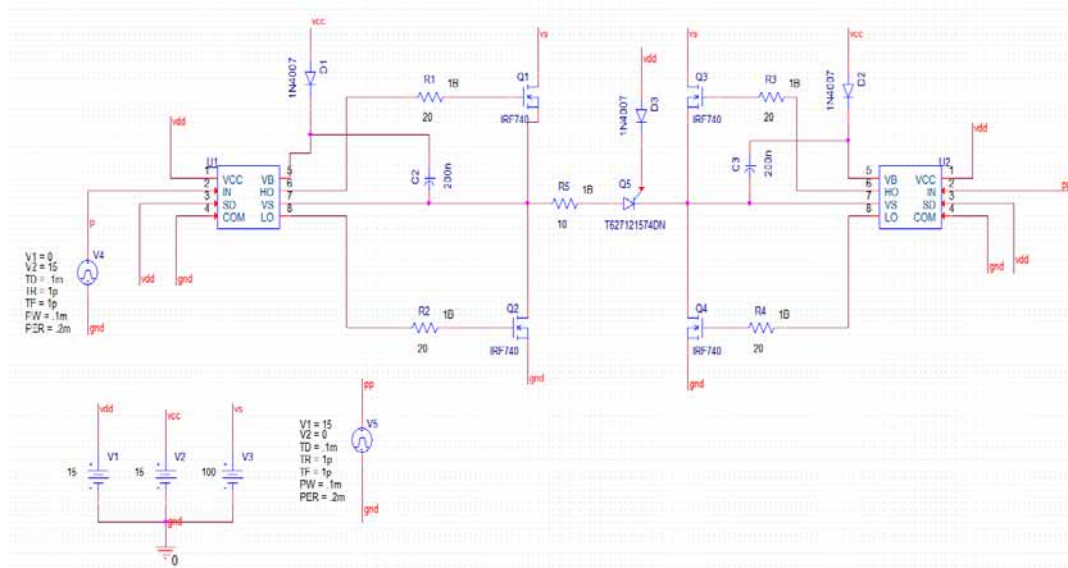 vcc
vs
vs
vcc
1N4007
D1
R1
1B
20
Q1
IRF740
vdd
1N4007
D3
Q3
IRF740
R3
1B
20
1N4007
D2
vdd
U1
1
2
3
4
VCC
IN
SD
COM
VB
HO
VS
LO
5
6
7
8
C2
200n
R5
1B
10
Q5
T627121574DN
C3
200n
vdd
U2
5
6
7
8
VB
HO
VS
LO
VCC
IN
SD
COM
1
2
3
4
p
V4
V1 = 0
V2 = 15
TD = .1m
TR = 1p
TF = 1p
PW = .1m
PER = .2m
vdd
gnd
gnd
gnd
vdd
R2
1B
20
Q2
IRF740
gnd
Q4
IRF740
gnd
R4
1B
20
vdd
vcc
vs
V1
15
V2
15
V3
100
gnd
0
pp
V5
V1 = 15
V2 = 0
TD = .1m
TR = 1p
TF = 1p
PW = .1m
PER = .2m
gnd